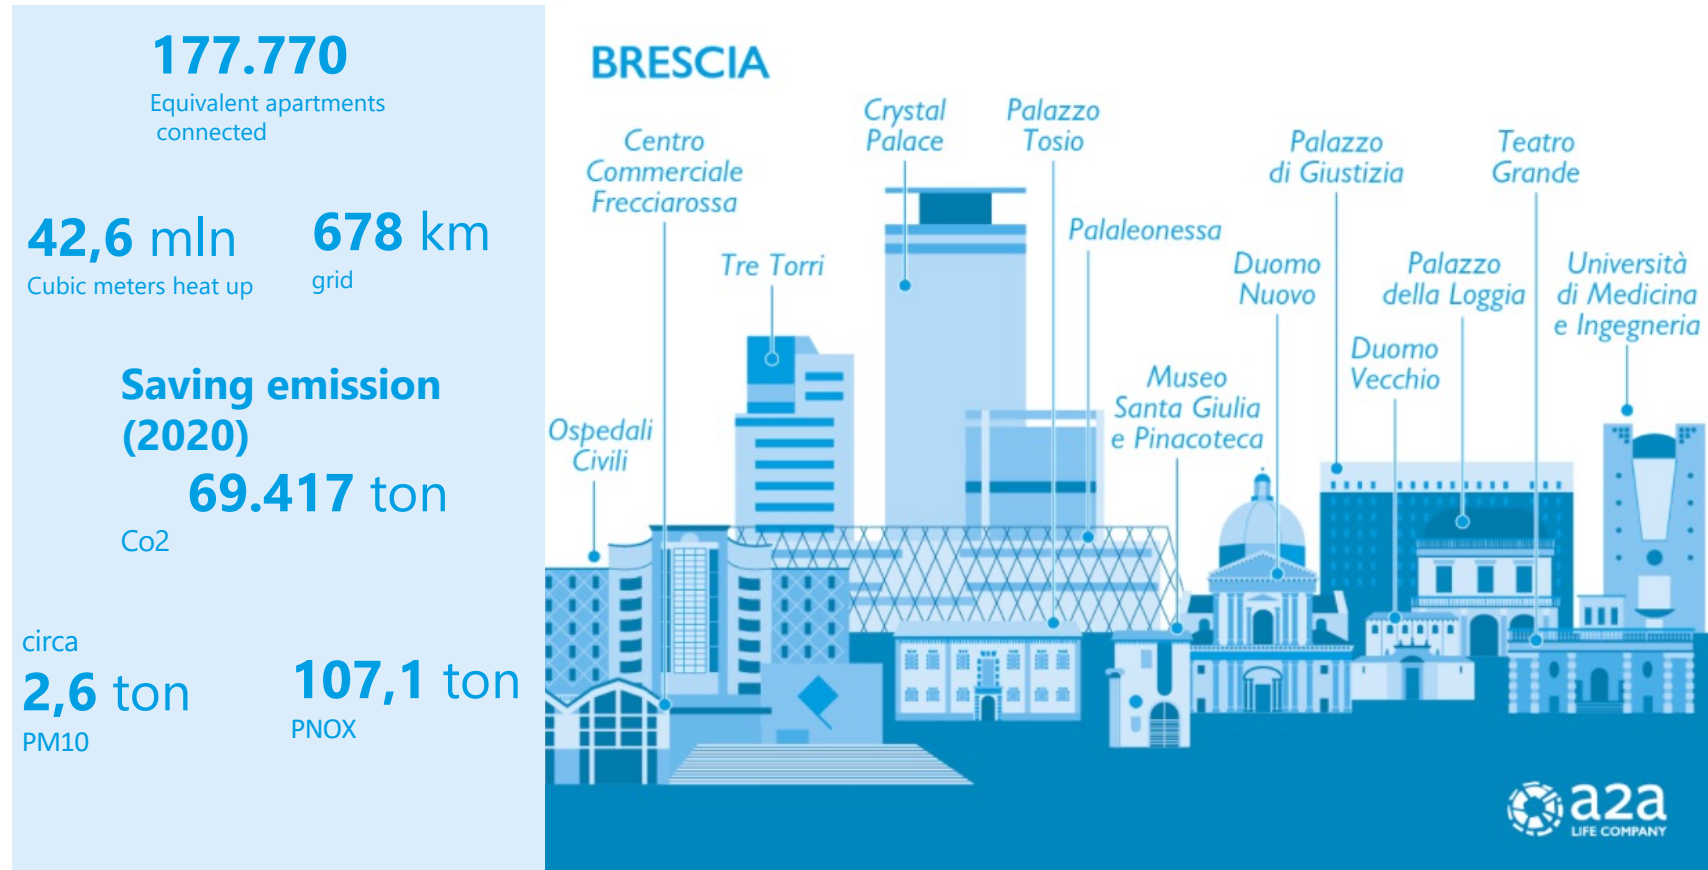 177.770
Equivalent apartments
connected
42,6 mln
Cubic meters heat up
678 km
grid
Saving emission
(2020)
69.417 ton
Co2
circa
2,6 ton
PM10
107,1 ton
PNOX
BRESCIA
Ospedali
Civili
Centro
Commerciale
Frecciarossa
Tre Torri
Crystal
Palace
Palazzo
Tosio
Palaleonessa
Museo
Santa Giulia
e Pinacoteca
Duomo
Nuovo
Palazzo
di Giustizia
Duomo
Vecchio
Palazzo
della Loggia
Teatro
Grande
Università
di Medicina
e Ingegneria
a2a
LIFE COMPANY